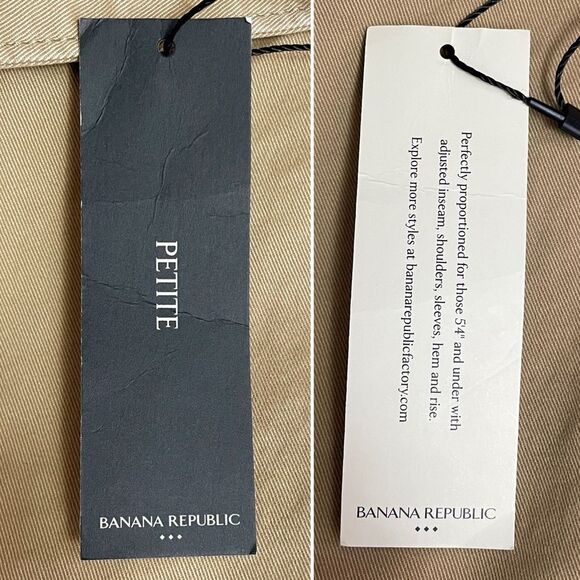 PETITE
BANANA REPUBLIC
Perfectly proportioned for those 5'4" and under with
adjusted inseam, shoulders, sleeves, hem and rise.
Explore more styles at bananarepublicfactory.com
BANANA REPUBLIC